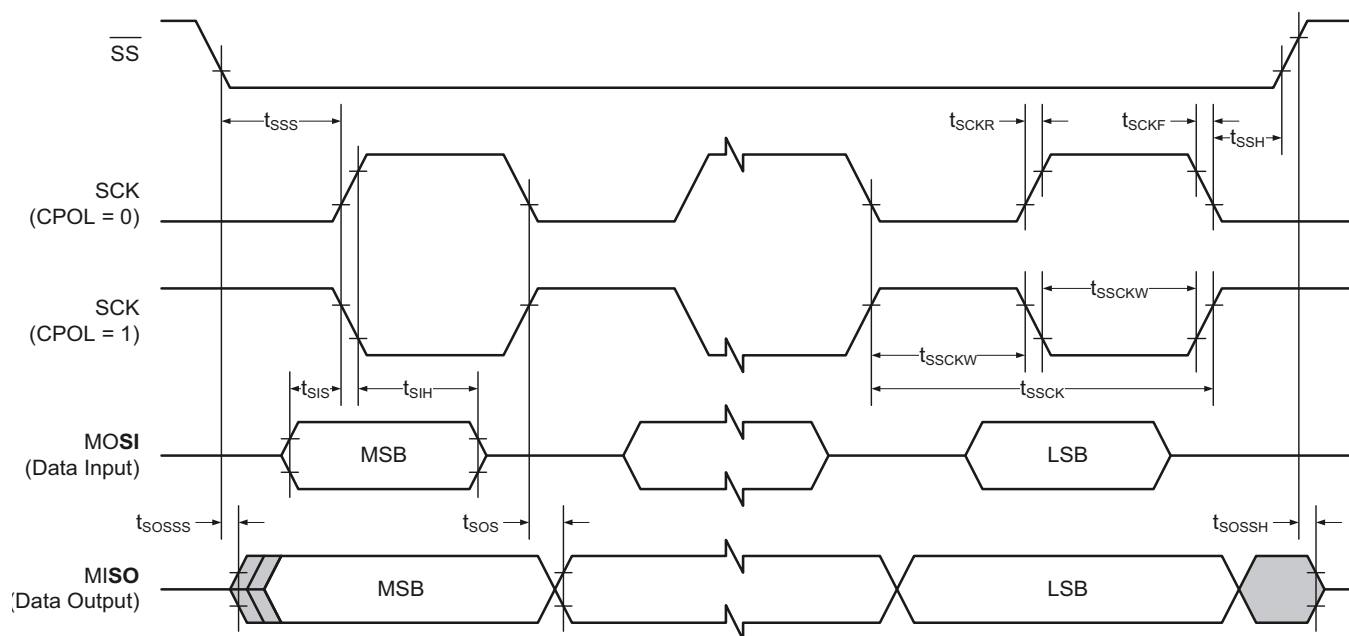 SS
tSSS
tSCKR
tSCKF
tSSH
SCK
(CPOL = 0)
SCK
(CPOL = 1)
tSSCKW
tSSCKW
tSIS
tSIH
tSSCK
MOSI
(Data Input)
MSB
LSB
tSOSSS
tSOS
tSOSSH
MISO
(Data Output)
MSB
LSB